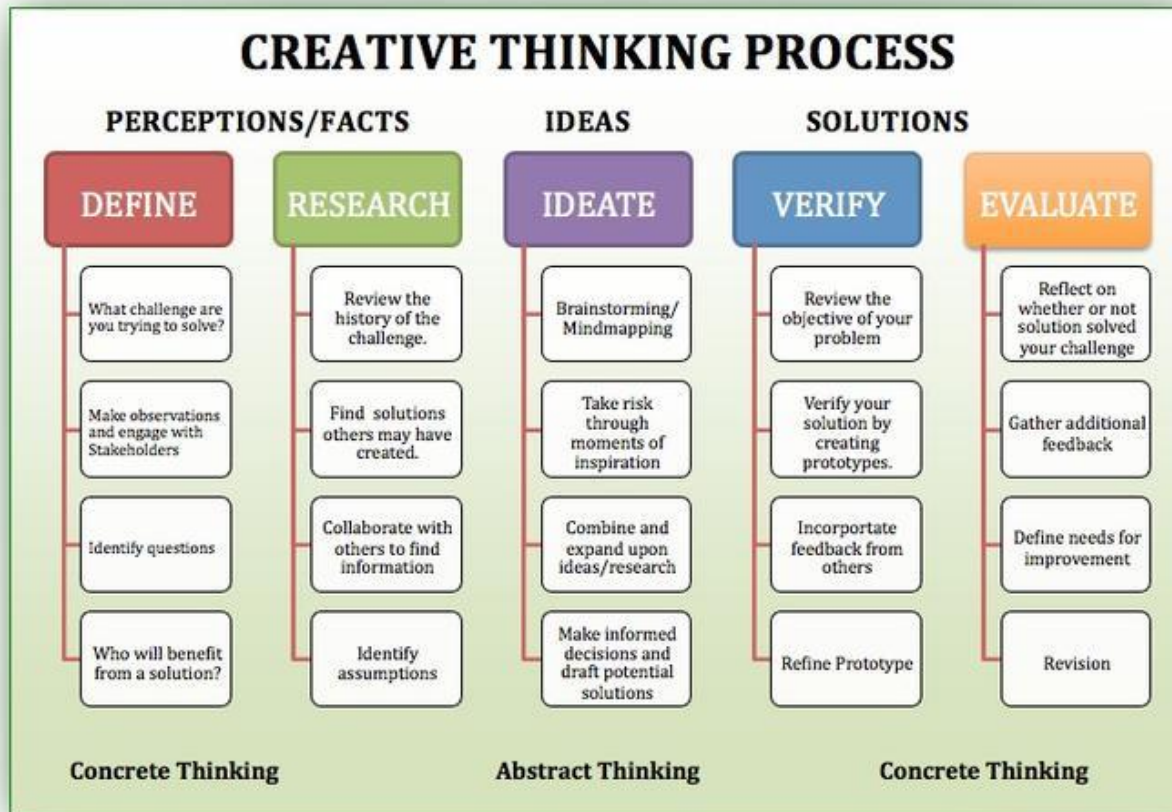 CREATIVE THINKING PROCESS
PERCEPTIONS/FACTS
IDEAS
SOLUTIONS
DEFINE
What challenge are
you trying to solve?
Make observations
and engage with
Stakeholders
Identify questions
Who will benefit
from a solution?
RESEARCH
Review the
history of the
challenge.
Find solutions
others may have
created.
Collaborate with
others to find
information
Identify
assumptions
IDEATE
Brainstorming/
Mindmapping
Take risk
through
moments of
inspiration
Combine and
expand upon
ideas/research
Make informed
decisions and
draft potential
solutions
VERIFY
Review the
objective of your
problem
Verify your
solution by
creating
prototypes.
Incorportate
feedback from
others
Refine Prototype
EVALUATE
Reflect on
whether or not
solution solved
your challenge
Gather additional
feedback
Define needs for
improvement
Revision
Concrete Thinking
Abstract Thinking
Concrete Thinking